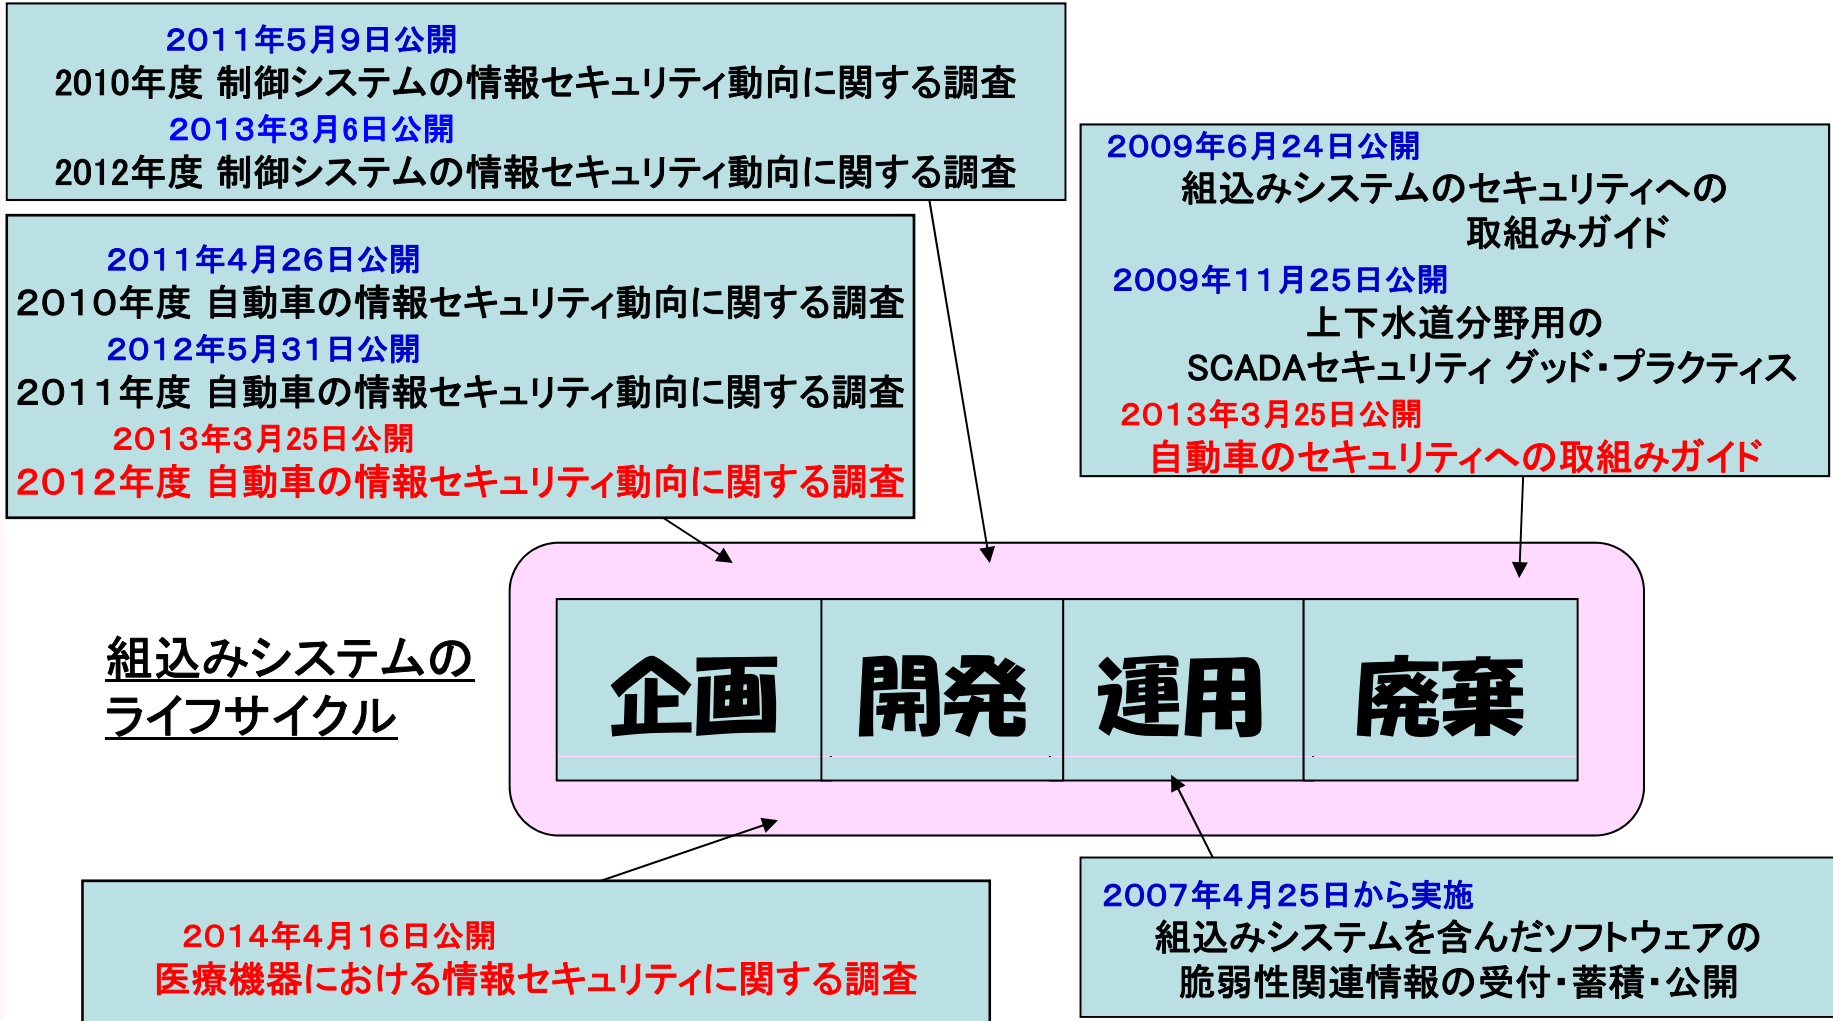 2011年5月9日公開
2010年度 制御システムの情報セキュリティ動向に関する調査
2013年3月6日公開
2012年度 制御システムの情報セキュリティ動向に関する調査
2011年4月26日公開
2010年度 自動車の情報セキュリティ動向に関する調査
2012年5月31日公開
2011年度 自動車の情報セキュリティ動向に関する調査
2013年3月25日公開
2012年度 自動車の情報セキュリティ動向に関する調査
2009年6月24日公開
組込みシステムのセキュリティへの
取組みガイド
2009年11月25日公開
上下水道分野用の
SCADAセキュリティ グッド・プラクティス
2013年3月25日公開
自動車のセキュリティへの取組みガイド
組込みシステムの
ライフサイクル
企画 開発 運用 廃棄
2014年4月16日公開
医療機器における情報セキュリティに関する調査
2007年4月25日から実施
組込みシステムを含んだソフトウェアの
脆弱性関連情報の受付・蓄積・公開